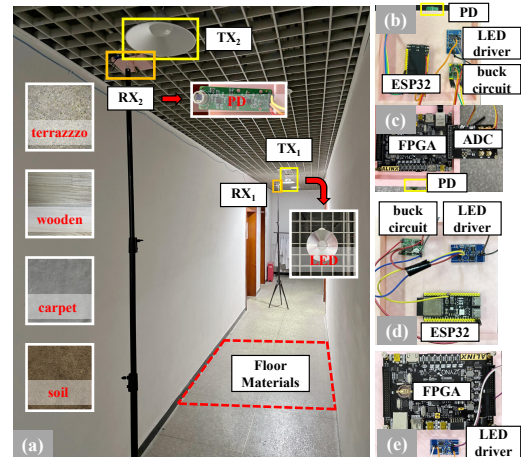 TX2
RX2
PD
TX1
RX1
LED
terrazzzo
wooden
carpet
soil
Floor
Materials
(a)
(b)
PD
LED
driver
ESP32
buck
circuit
(c)
FPGA
ADC
PD
buck
circuit
LED
driver
(d)
ESP32
FPGA
LED
driver
(e)